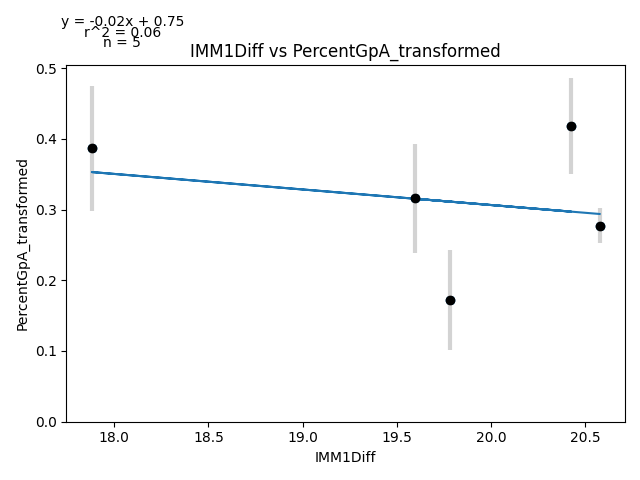 y = -0.02x + 0.75
r^2 = 0.06
n = 5
IMM1Diff vs PercentGpA_transformed
PercentGpA_transformed
0.5
0.4
0.3
0.2
0.1
0.0
18.0 18.5 19.0 19.5 20.0 20.5
IMM1Diff